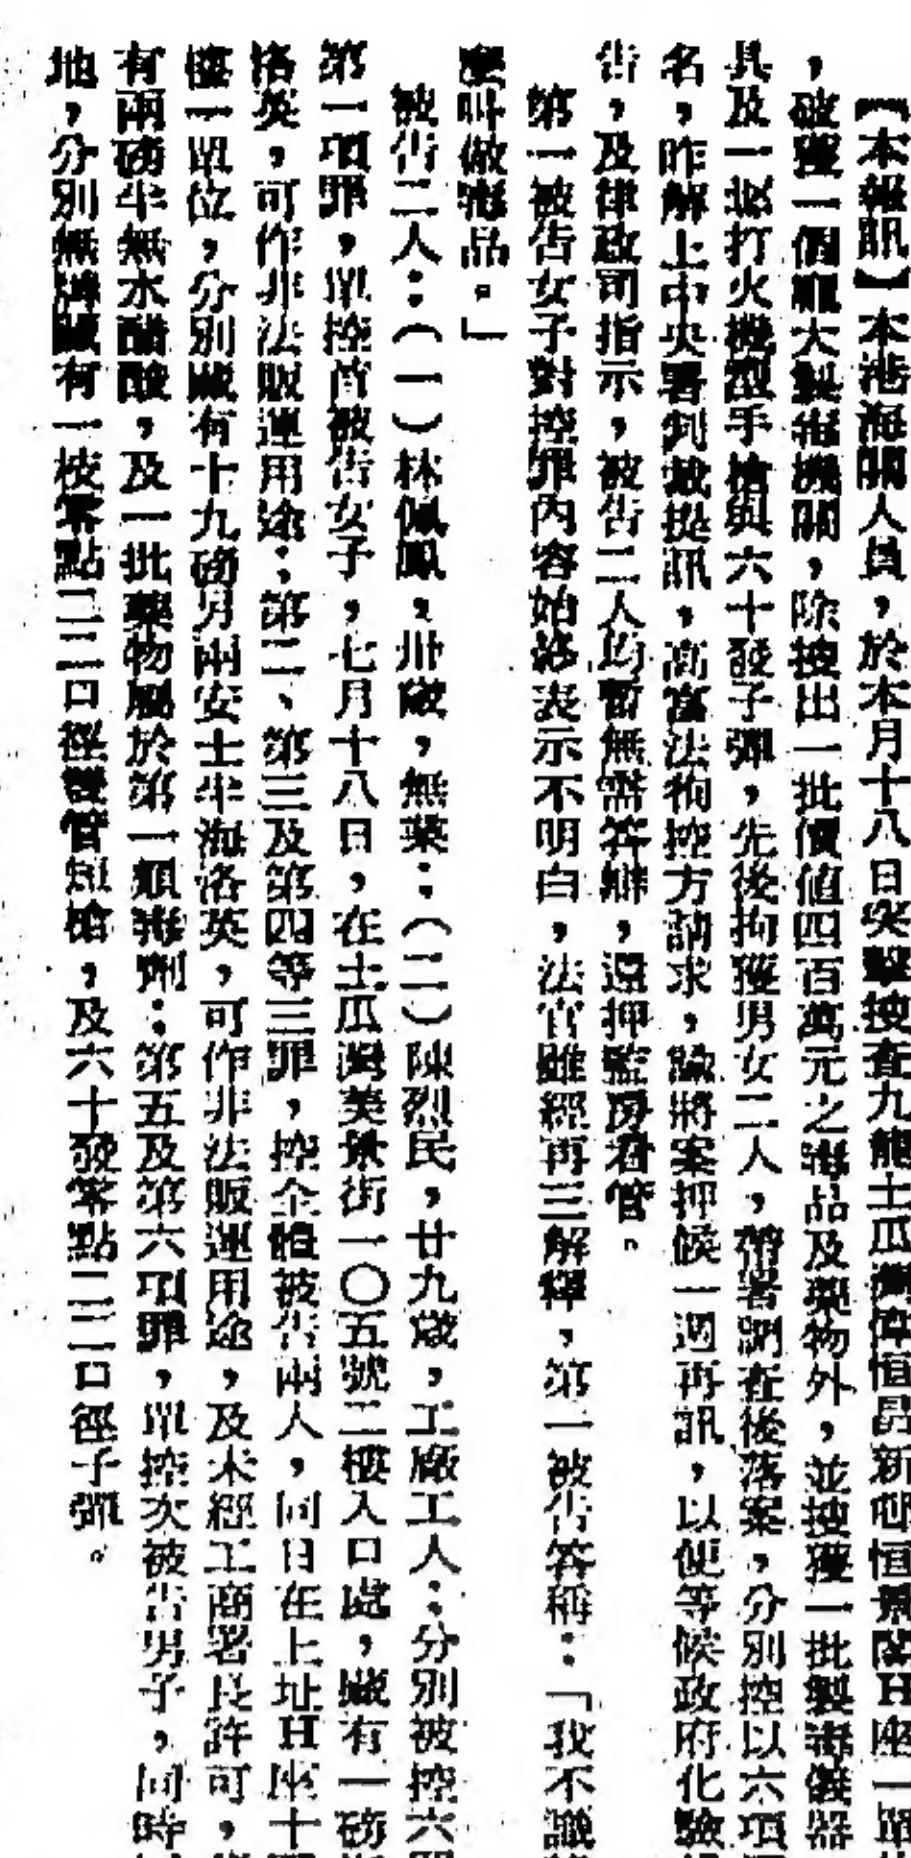 【本報訊】本港海關人員，於本月十八日突擊搜査九龍土瓜灣偉恒昌新邨恒景閣H座一單
，破獲一個龐大製毒機關，除搜出一批價値四百萬元之毒品及藥物外，並搜獲一批製毒儀器
具及一打火機型手槍與六十發子彈，先後拘獲男女二人，帶署調查後落案，分別控以六項
名，昨解上中央署刑裁提訊，高富法徇控方請求，諭將案押候一週再訊，以便等候政府化驗
告，及律政司指示，被告二人均暫無需答辯，還押監房看管。
第一被告女子對控罪內容始終表示不明白，法官雖經再三解釋，第一被告答稱：「我不識
麼叫做毒品。」
被告二人：（一）林佩鳳，卅歲，無業；（二）陳烈民，廿九歲，工廠工人；分別被控六
第一項罪，單控首被告女子，七月十八日，在土瓜灣美景街一〇五號二樓入口處，藏有一磅
洛英，可作非法販運用途；第二、第三及第四等三罪，控全體被告兩人，同日在上址H座十
樓一單位，分別藏有十九磅另兩安士半海洛英，可作非法販運用途，及未經工商署長許可，
有兩磅半無水醋酸，及一批藥物屬於第一類毒劑；第五及第六項罪，單控次被告男子，同時
地，分別無牌藏有一枝零點二二口徑雙管短槍，及六十發零點二二口徑子彈。